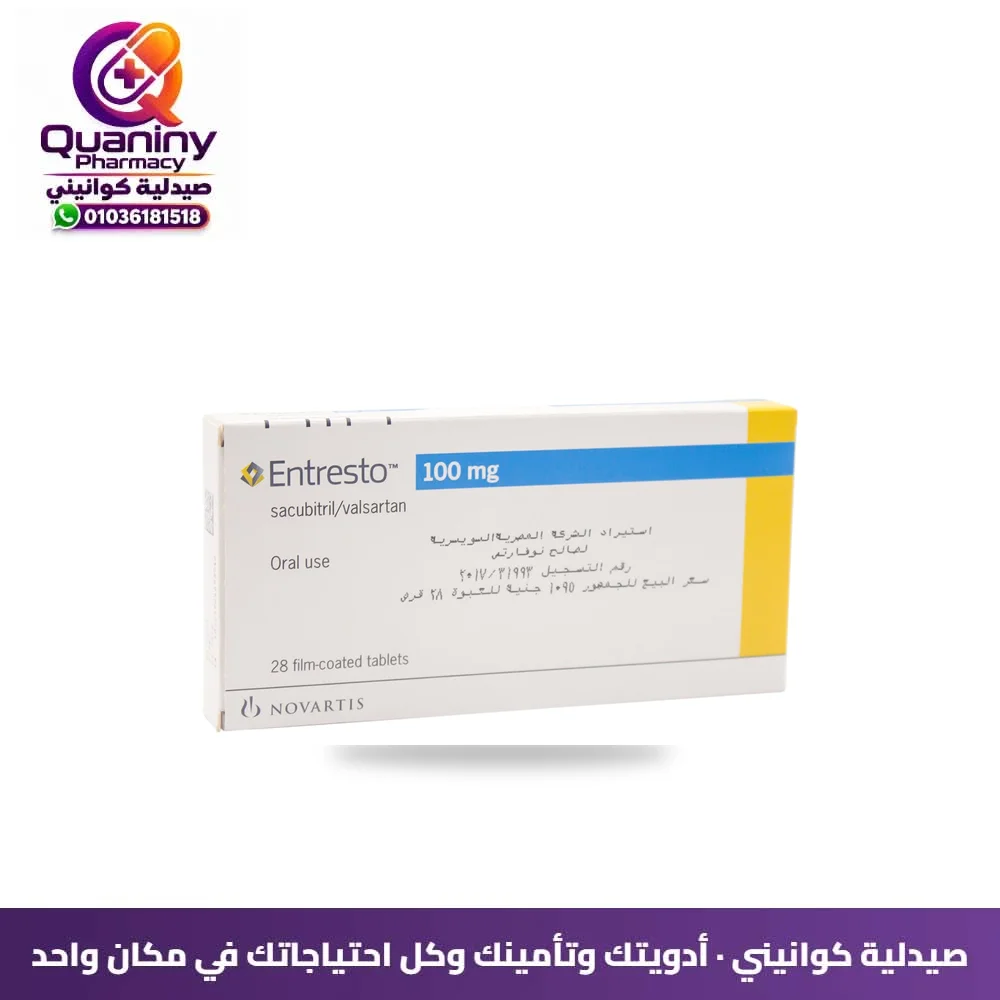 Quaniny
Pharmacy
صيدلية كوانيني
01036181518
Entresto™ 100 mg
sacubitril/valsartan
Oral use
استيراد الشركة المصرية السويسرية
لصالح نوفارتس
رقم التسجيل ٢٠١٧/٣١٩٩٣
سعر البيع للجمهور ١٠٩٥ جنية للعبوة ٢٨ قرص
28 film-coated tablets
NOVARTIS
صيدلية كوانيني · أدويتك وتأمينك وكل احتياجاتك في مكان واحد